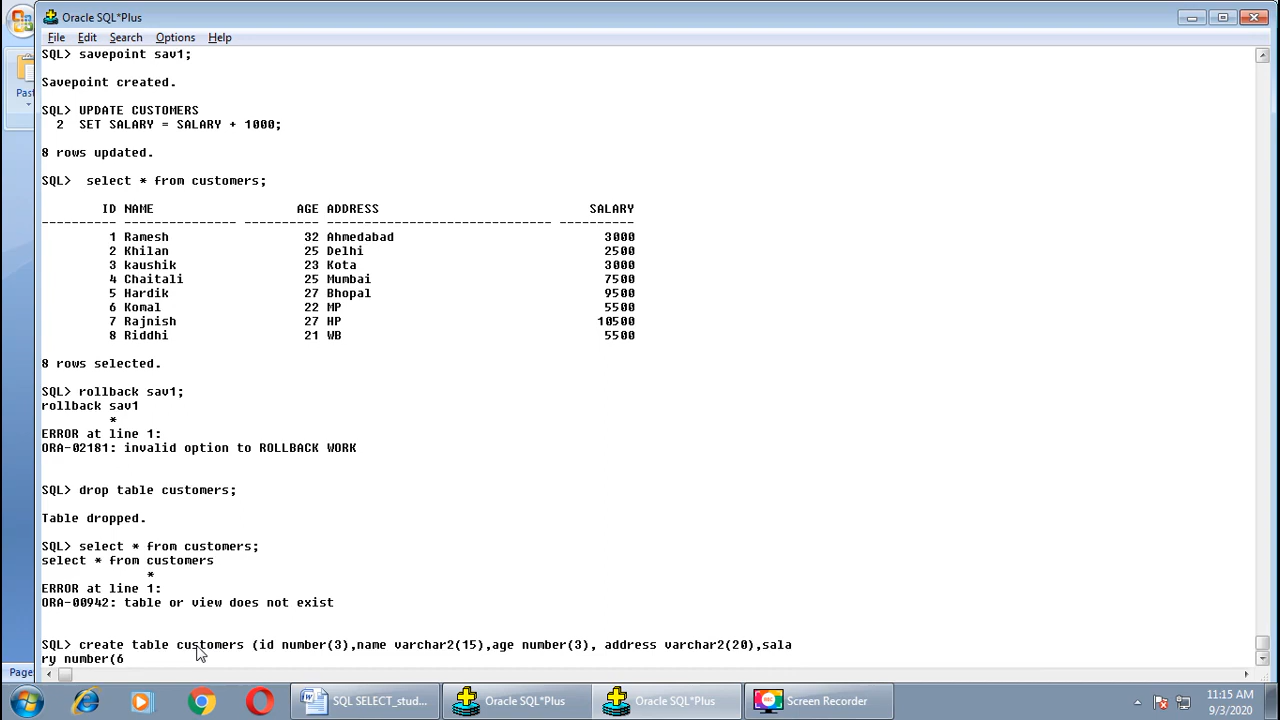 Oracle SQL*Plus
File Edit Search Options Help
SQL> savepoint sav1;
Savepoint created.
SQL> UPDATE CUSTOMERS
2 SET SALARY = SALARY + 1000;
8 rows updated.
SQL> select * from customers;
ID NAME AGE ADDRESS SALARY
---------- --------------- ---------- ------------------------------ ----------
1 Ramesh 32 Ahmedabad 3000
2 Khilan 25 Delhi 2500
3 kaushik 23 Kota 3000
4 Chaitali 25 Mumbai 7500
5 Hardik 27 Bhopal 9500
6 Komal 22 MP 5500
7 Rajnish 27 HP 10500
8 Riddhi 21 WB 5500
8 rows selected.
SQL> rollback sav1;
rollback sav1
*
ERROR at line 1:
ORA-02181: invalid option to ROLLBACK WORK
SQL> drop table customers;
Table dropped.
SQL> select * from customers;
select * from customers
*
ERROR at line 1:
ORA-00942: table or view does not exist
SQL> create table customers (id number(3),name varchar2(15),age number(3), address varchar2(20),sala
ry number(6
Past
Page
SQL SELECT_stud... Oracle SQL*Plus Oracle SQL*Plus Screen Recorder
11:15 AM
9/3/2020